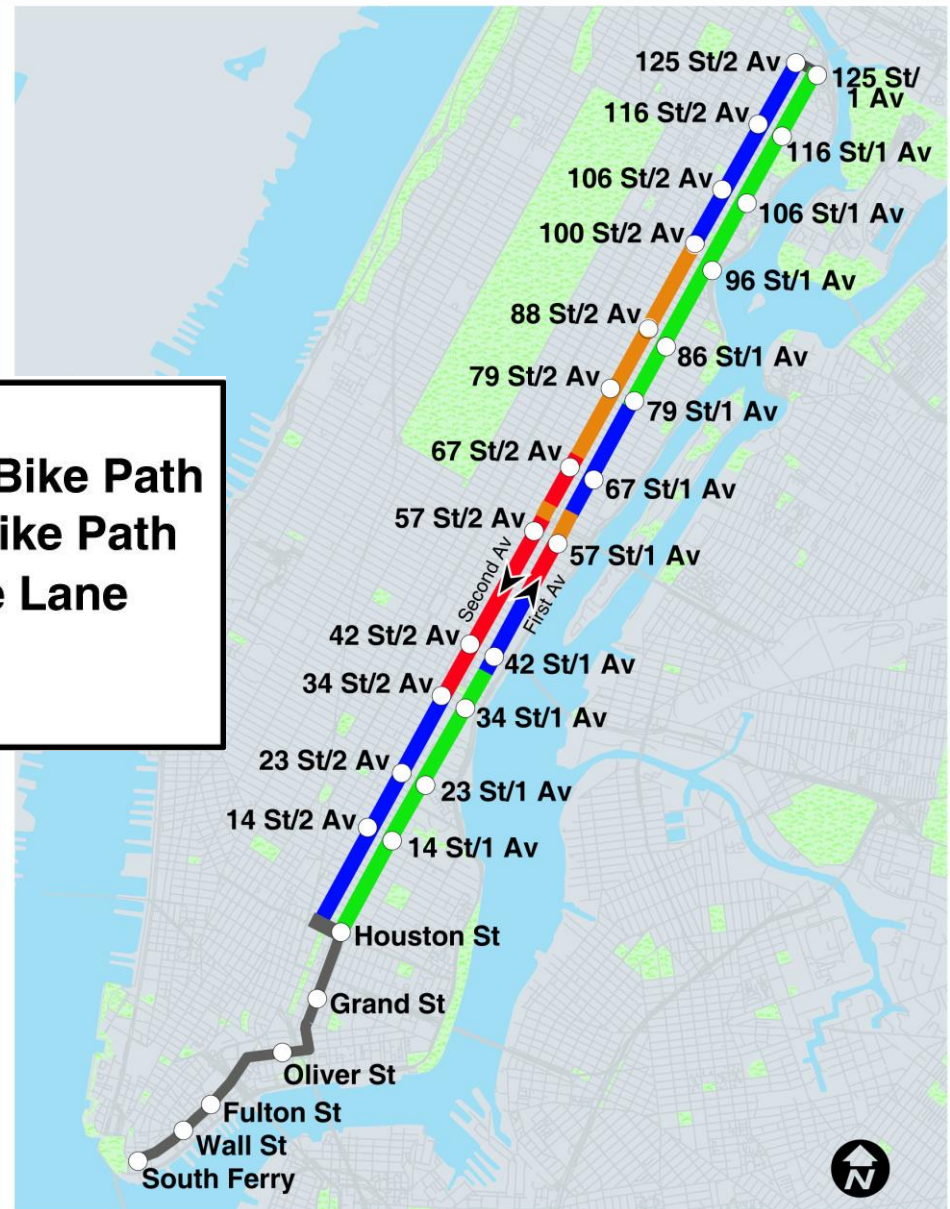 125 St/2 Av
125 St/
1 Av
116 St/2 Av
116 St/1 Av
106 St/2 Av
106 St/1 Av
100 St/2 Av
96 St/1 Av
88 St/2 Av
86 St/1 Av
79 St/2 Av
79 St/1 Av
67 St/2 Av
67 St/1 Av
Bike Path
ike Path
e Lane
57 St/2 Av
57 St/1 Av
Second Av
First Av
42 St/2 Av
42 St/1 Av
34 St/2 Av
34 St/1 Av
23 St/2 Av
23 St/1 Av
14 St/2 Av
14 St/1 Av
Houston St
Grand St
Oliver St
Fulton St
Wall St
South Ferry
N